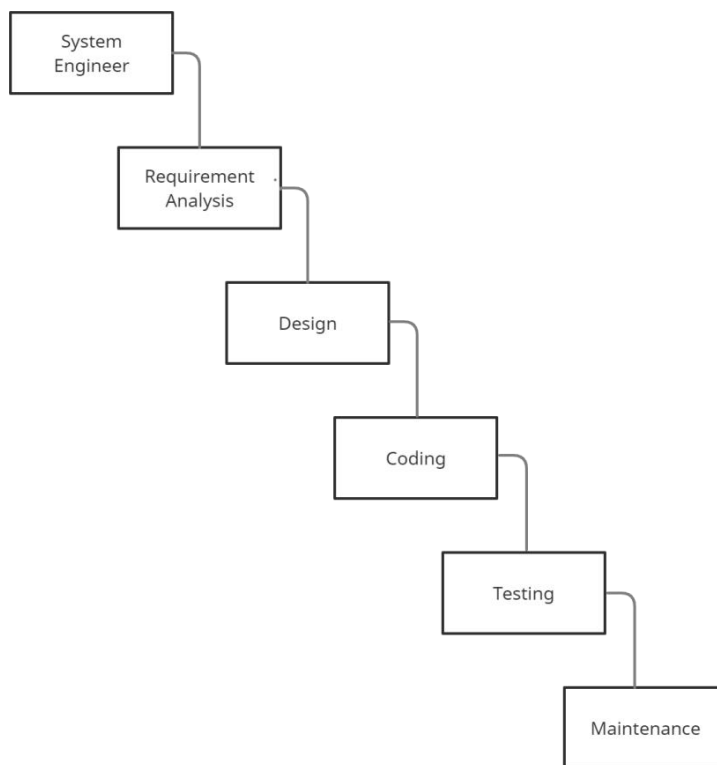 System
Engineer
Requirement
Analysis
Design
Coding
Testing
Maintenance